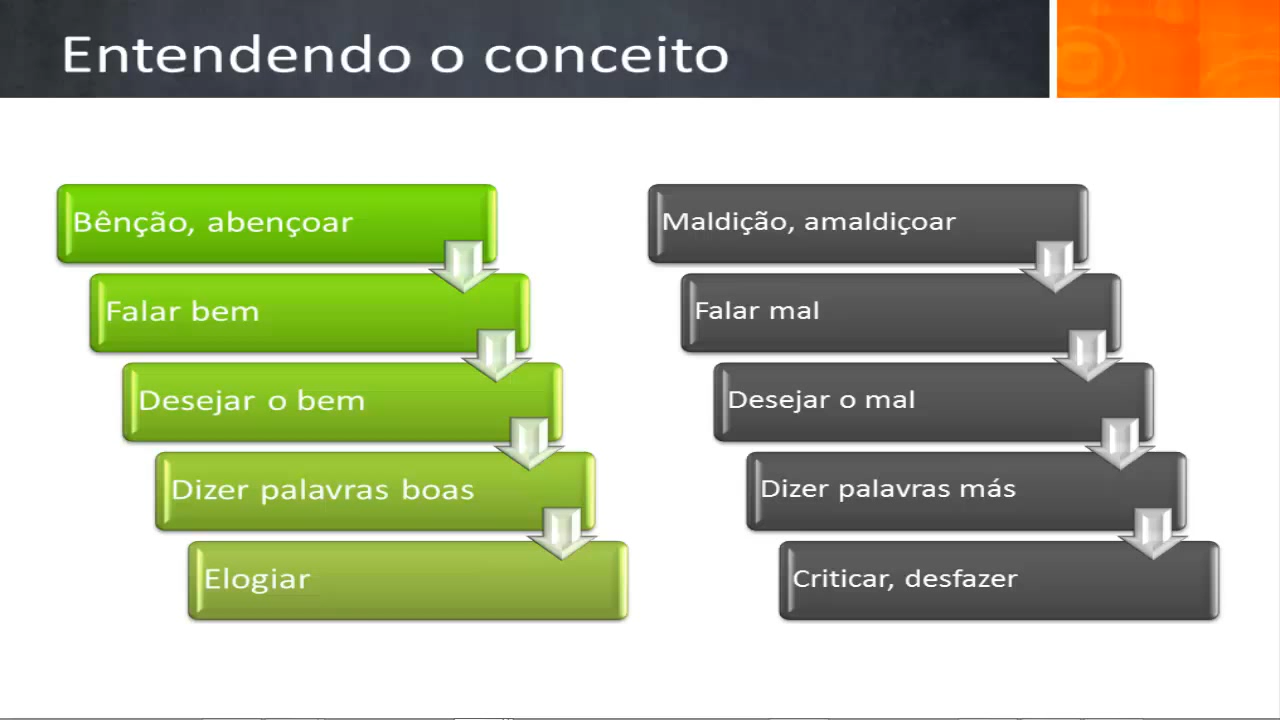 Entendendo o conceito
Bênção, abençoar
Falar bem
Desejar o bem
Dizer palavras boas
Elogiar
Maldição, amaldiçoar
Falar mal
Desejar o mal
Dizer palavras más
Criticar, desfazer